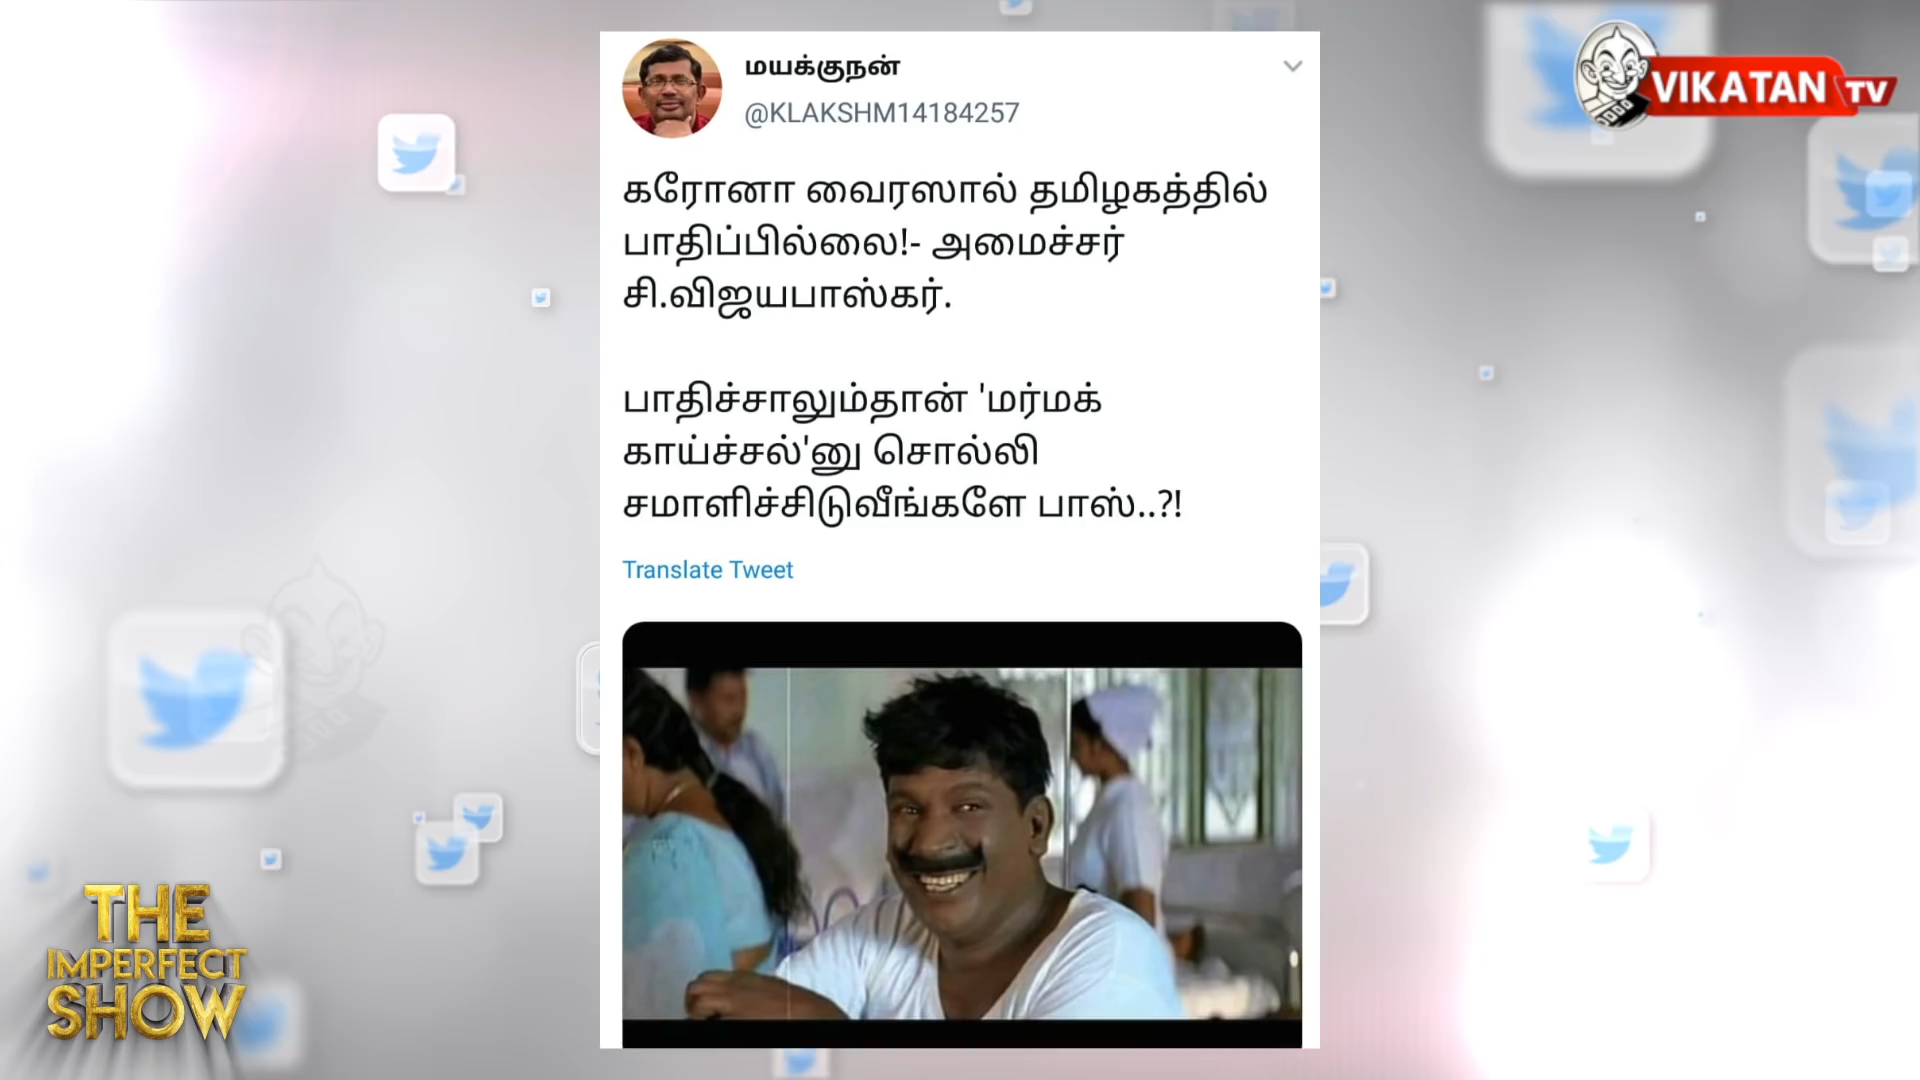 மயக்குநன்
@KLAKSHM14184257
VIKATAN TV
கரோனா வைரஸால் தமிழகத்தில்
பாதிப்பில்லை!- அமைச்சர்
சி.விஜயபாஸ்கர்.
பாதிச்சாலும்தான் 'மர்மக்
காய்ச்சல்'னு சொல்லி
சமாளிச்சிடுவீங்களே பாஸ்..?!
Translate Tweet
THE
IMPERFECT
SHOW